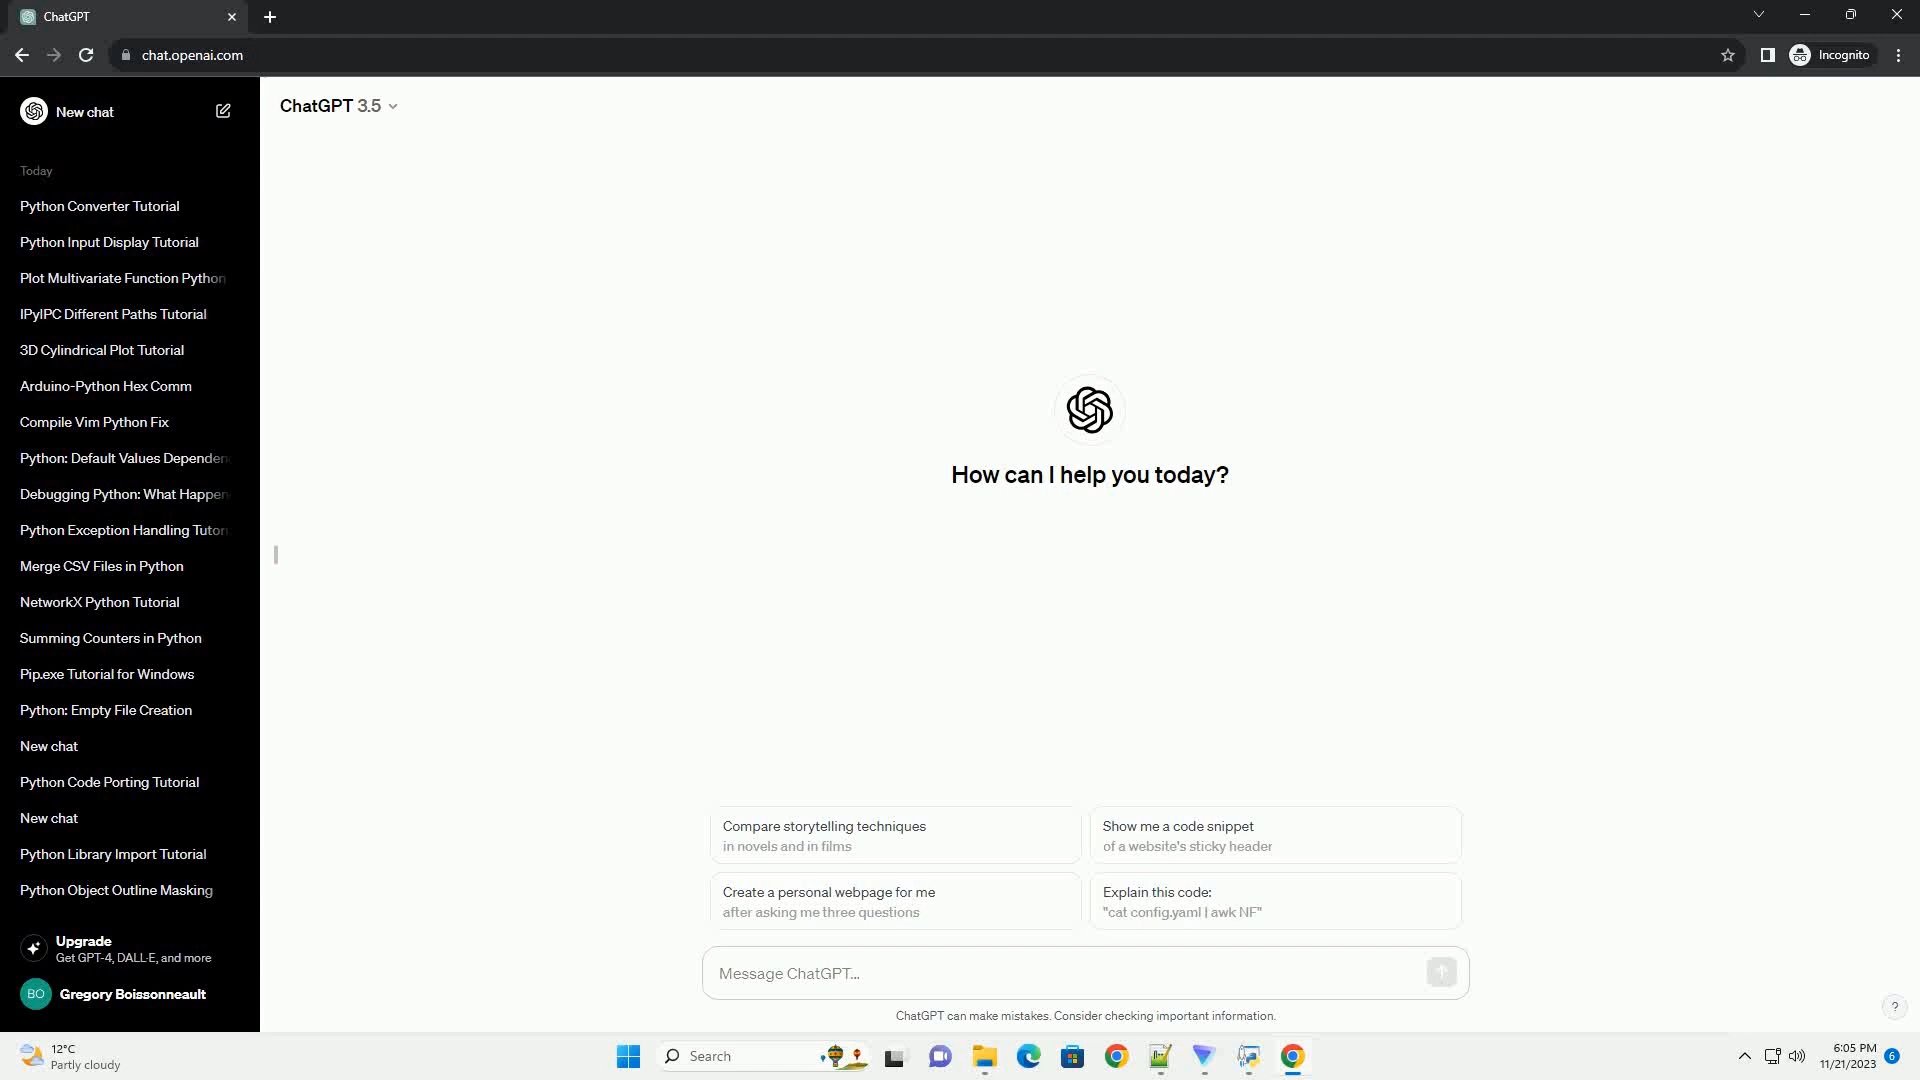 ChatGPT
chat.openai.com
Incognito
New chat
ChatGPT 3.5
Today
Python Converter Tutorial
Python Input Display Tutorial
Plot Multivariate Function Python
IPyIPC Different Paths Tutorial
3D Cylindrical Plot Tutorial
Arduino-Python Hex Comm
Compile Vim Python Fix
Python: Default Values Dependen
Debugging Python: What Happen
Python Exception Handling Tutor
Merge CSV Files in Python
NetworkX Python Tutorial
Summing Counters in Python
Pip.exe Tutorial for Windows
Python: Empty File Creation
New chat
Python Code Porting Tutorial
New chat
Python Library Import Tutorial
Python Object Outline Masking
Upgrade
Get GPT-4, DALL·E, and more
BO Gregory Boissonneault
How can I help you today?
Compare storytelling techniques
in novels and in films
Show me a code snippet
of a website's sticky header
Create a personal webpage for me
after asking me three questions
Explain this code:
"cat config.yaml | awk NF"
Message ChatGPT...
ChatGPT can make mistakes. Consider checking important information.
?
12°C
Partly cloudy
Search
6:05 PM
11/21/2023
6